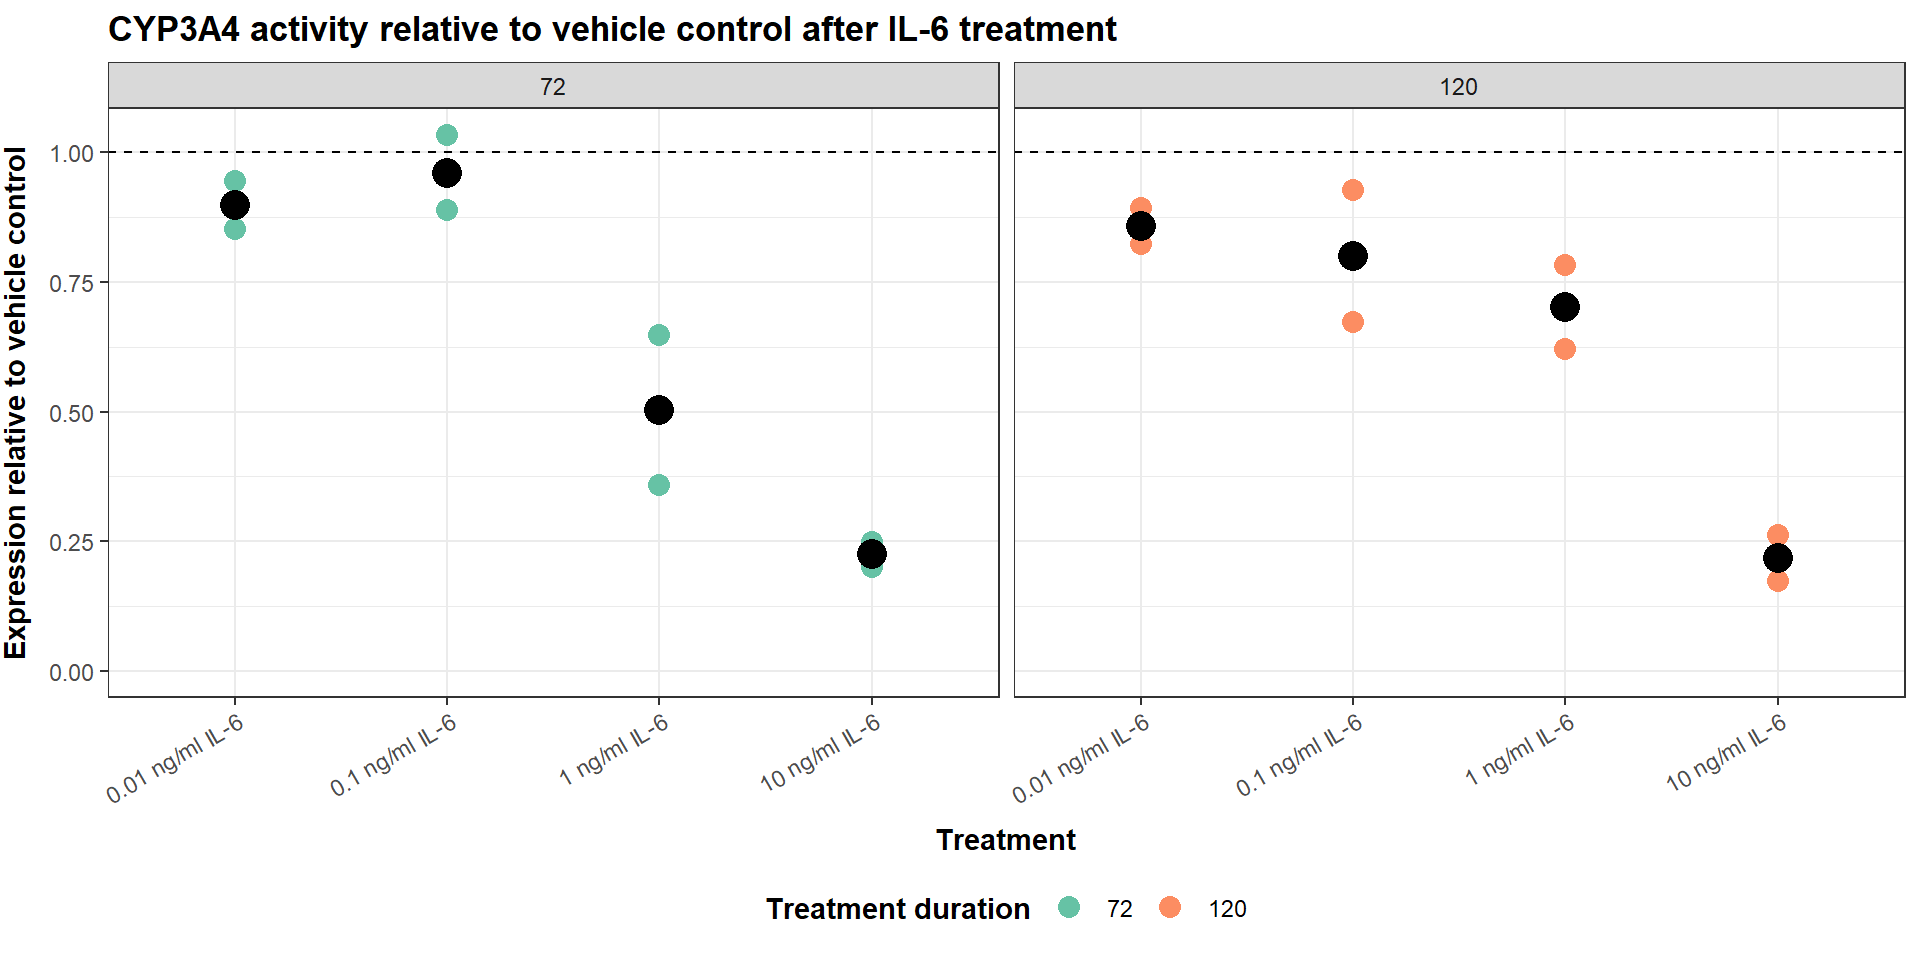 CYP3A4 activity relative to vehicle control after IL-6 treatment
72
120
Expression relative to vehicle control
1.00
0.75
0.50
0.25
0.00
0.01 ng/ml IL-6
0.1 ng/ml IL-6
1 ng/ml IL-6
10 ng/ml IL-6
0.01 ng/ml IL-6
0.1 ng/ml IL-6
1 ng/ml IL-6
10 ng/ml IL-6
Treatment
Treatment duration 72 120